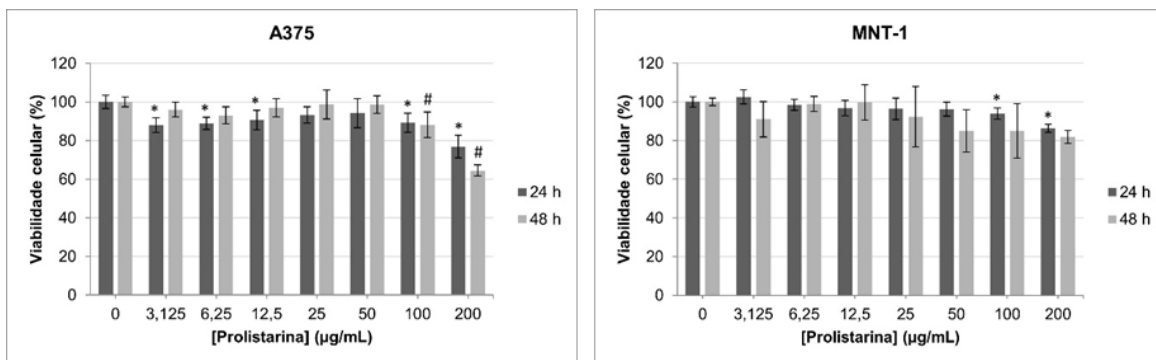 A375
120
100
80
60
40
20
0
Viabilidade celular (%)
* * * * # * #
0 3,125 6,25 12,5 25 50 100 200
[Prolistarina] (µg/mL)
24 h
48 h
MNT-1
120
100
80
60
40
20
0
Viabilidade celular (%)
* *
0 3,125 6,25 12,5 25 50 100 200
[Prolistarina] (µg/mL)
24 h
48 h